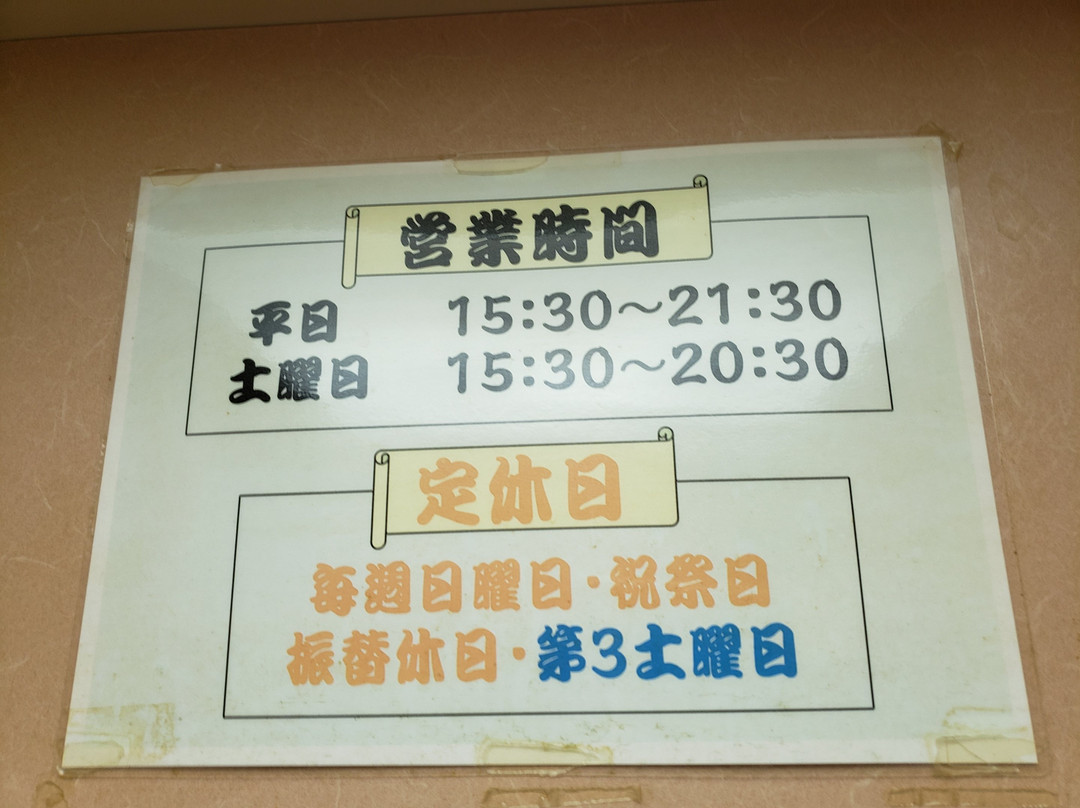 営業時間
平日 15:30～21:30
土曜日 15:30～20:30
定休日
毎週日曜日・祝祭日
振替休日・第3土曜日